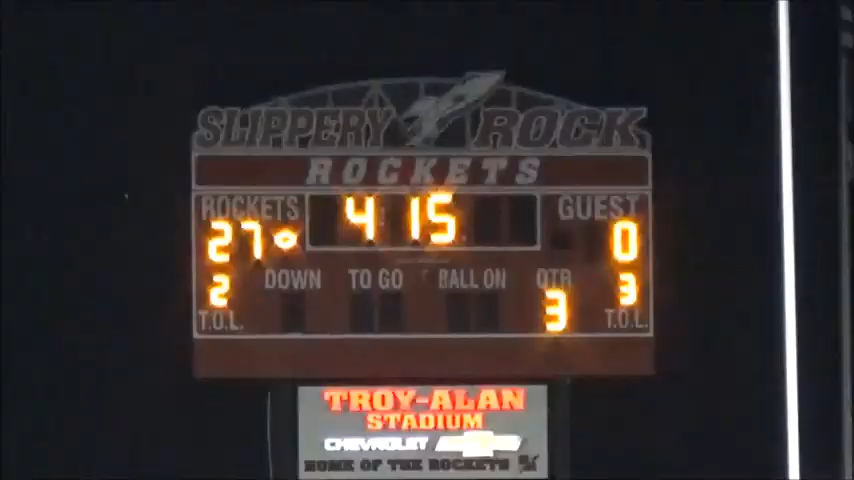 SLIPPERY ROCK
ROCKETS
ROCKETS 4 15 GUEST
27 0
DOWN TO GO BALL ON QTR
2 3 3
T.O.L. T.O.L.
TROY-ALAN
STADIUM
CHEVROLET
HOME OF THE ROCKETS